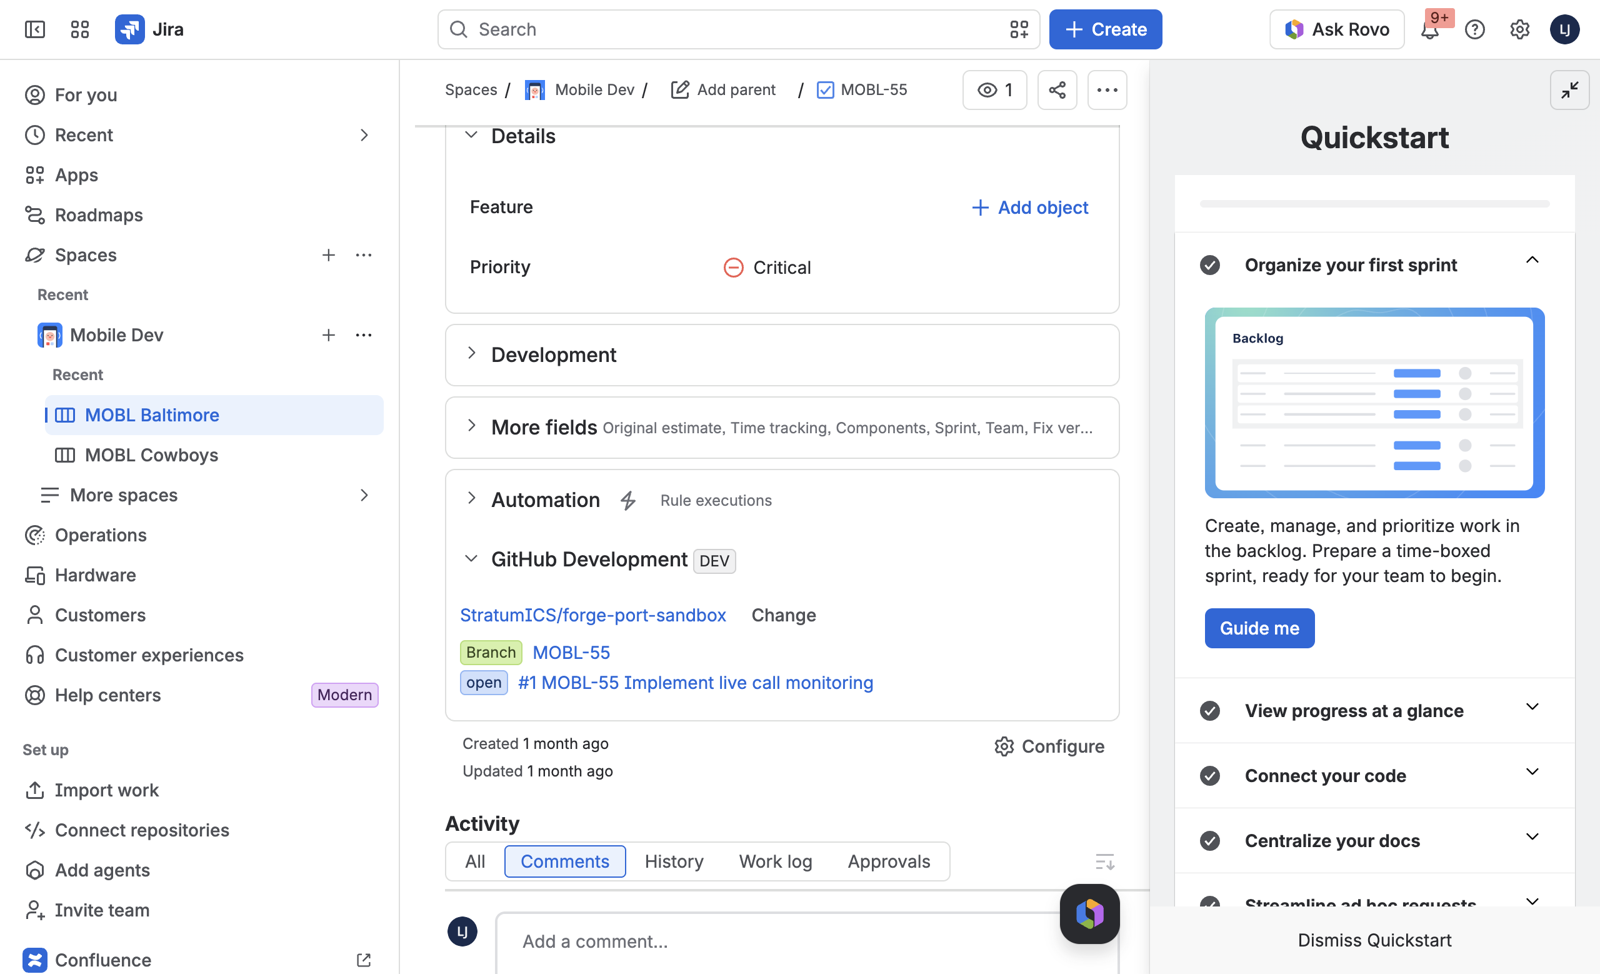 Jira
Search
Create
Ask Rovo
9+
LJ
For you
Recent
Apps
Roadmaps
Spaces
Recent
Mobile Dev
Recent
MOBL Baltimore
MOBL Cowboys
More spaces
Operations
Hardware
Customers
Customer experiences
Help centers Modern
Set up
Import work
Connect repositories
Add agents
Invite team
Confluence
Spaces / Mobile Dev / Add parent / MOBL-55
1
Details
Feature Add object
Priority Critical
Development
More fields Original estimate, Time tracking, Components, Sprint, Team, Fix ver...
Automation Rule executions
GitHub Development DEV
StratumICS/forge-port-sandbox Change
Branch MOBL-55
open #1 MOBL-55 Implement live call monitoring
Created 1 month ago
Updated 1 month ago
Configure
Activity
All Comments History Work log Approvals
LJ
Add a comment...
Quickstart
Organize your first sprint
Backlog
Create, manage, and prioritize work in
the backlog. Prepare a time-boxed
sprint, ready for your team to begin.
Guide me
View progress at a glance
Connect your code
Centralize your docs
Streamline ad hoc requests
Dismiss Quickstart